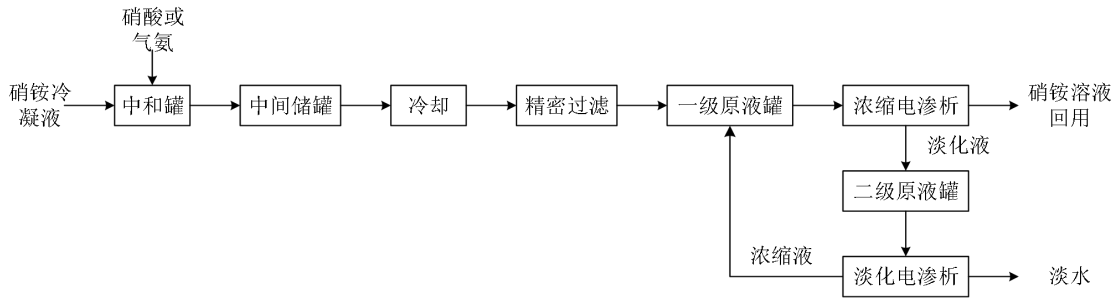 硝酸或
气氨
硝铵冷
凝液
中和罐
中间储罐
冷却
精密过滤
一级原液罐
浓缩电渗析
硝铵溶液
回用
淡化液
二级原液罐
浓缩液
淡化电渗析
淡水